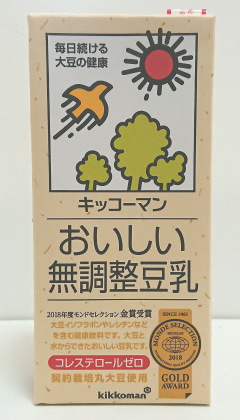 毎日続ける
大豆の健康
キッコーマン
おいしい
無調整豆乳
2018年度モンドセレクション 金賞受賞
大豆イソフラボンやレシチンなど
を含む健康飲料です。大豆と
水からできたおいしい豆乳です。
コレステロールゼロ
契約栽培丸大豆使用
SINCE 1961
MONDE SELECTION
2018
GOLD
AWARD
kikkoman